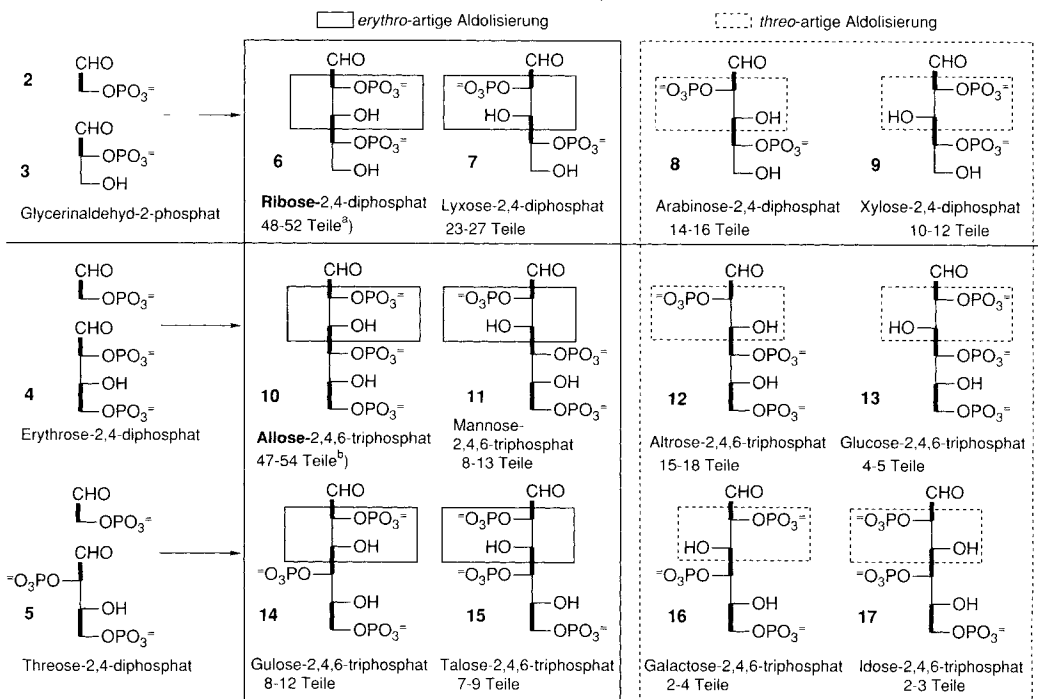 erythro-artige Aldolisierung threo-artige Aldolisierung
2 CHO OPO₃⁼
3 CHO OPO₃⁼ OH
Glycerinaldehyd-2-phosphat
CHO OPO₃⁼ OH OPO₃⁼ OH
6
Ribose-2,4-diphosphat
48-52 Teileᵃ)
CHO ⁼O₃PO HO OPO₃⁼ OH
7
Lyxose-2,4-diphosphat
23-27 Teile
CHO ⁼O₃PO OH OPO₃⁼ OH
8
Arabinose-2,4-diphosphat
14-16 Teile
CHO OPO₃⁼ HO OPO₃⁼ OH
9
Xylose-2,4-diphosphat
10-12 Teile
CHO OPO₃⁼
4 CHO OPO₃⁼ OH OPO₃⁼
Erythrose-2,4-diphosphat
CHO OPO₃⁼ OH OPO₃⁼ OH OPO₃⁼
10
Allose-2,4,6-triphosphat
47-54 Teileᵇ)
CHO ⁼O₃PO HO OPO₃⁼ OH OPO₃⁼
11
Mannose-
2,4,6-triphosphat
8-13 Teile
CHO ⁼O₃PO OH OPO₃⁼ OH OPO₃⁼
12
Altrose-2,4,6-triphosphat
15-18 Teile
CHO OPO₃⁼ HO OPO₃⁼ OH OPO₃⁼
13
Glucose-2,4,6-triphosphat
4-5 Teile
CHO OPO₃⁼
5 CHO ⁼O₃PO OH OPO₃⁼
Threose-2,4-diphosphat
CHO OPO₃⁼ OH ⁼O₃PO OH OPO₃⁼
14
Gulose-2,4,6-triphosphat
8-12 Teile
CHO ⁼O₃PO HO ⁼O₃PO OH OPO₃⁼
15
Talose-2,4,6-triphosphat
7-9 Teile
CHO OPO₃⁼ HO ⁼O₃PO OH OPO₃⁼
16
Galactose-2,4,6-triphosphat
2-4 Teile
CHO ⁼O₃PO OH ⁼O₃PO OH OPO₃⁼
17
Idose-2,4,6-triphosphat
2-3 Teile